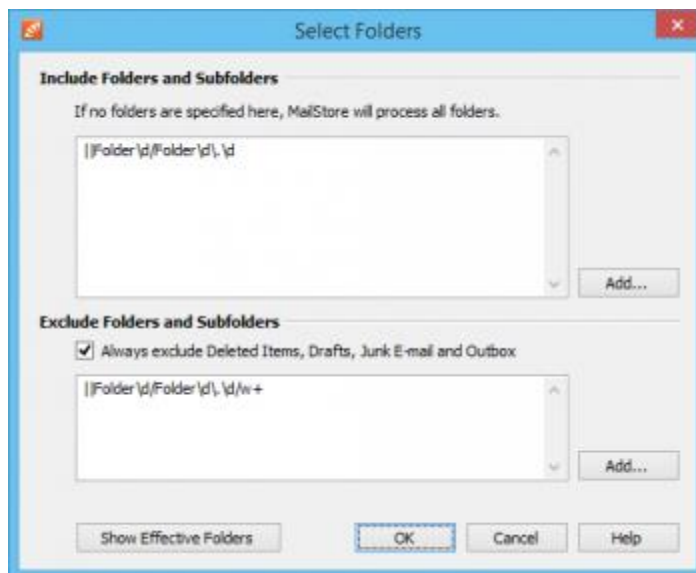 Select Folders
Include Folders and Subfolders
If no folders are specified here, MailStore will process all folders.
||Folder\d/Folder\d\.\d
Add...
Exclude Folders and Subfolders
Always exclude Deleted Items, Drafts, Junk E-mail and Outbox
||Folder\d/Folder\d\.\d/w+
Add...
Show Effective Folders OK Cancel Help